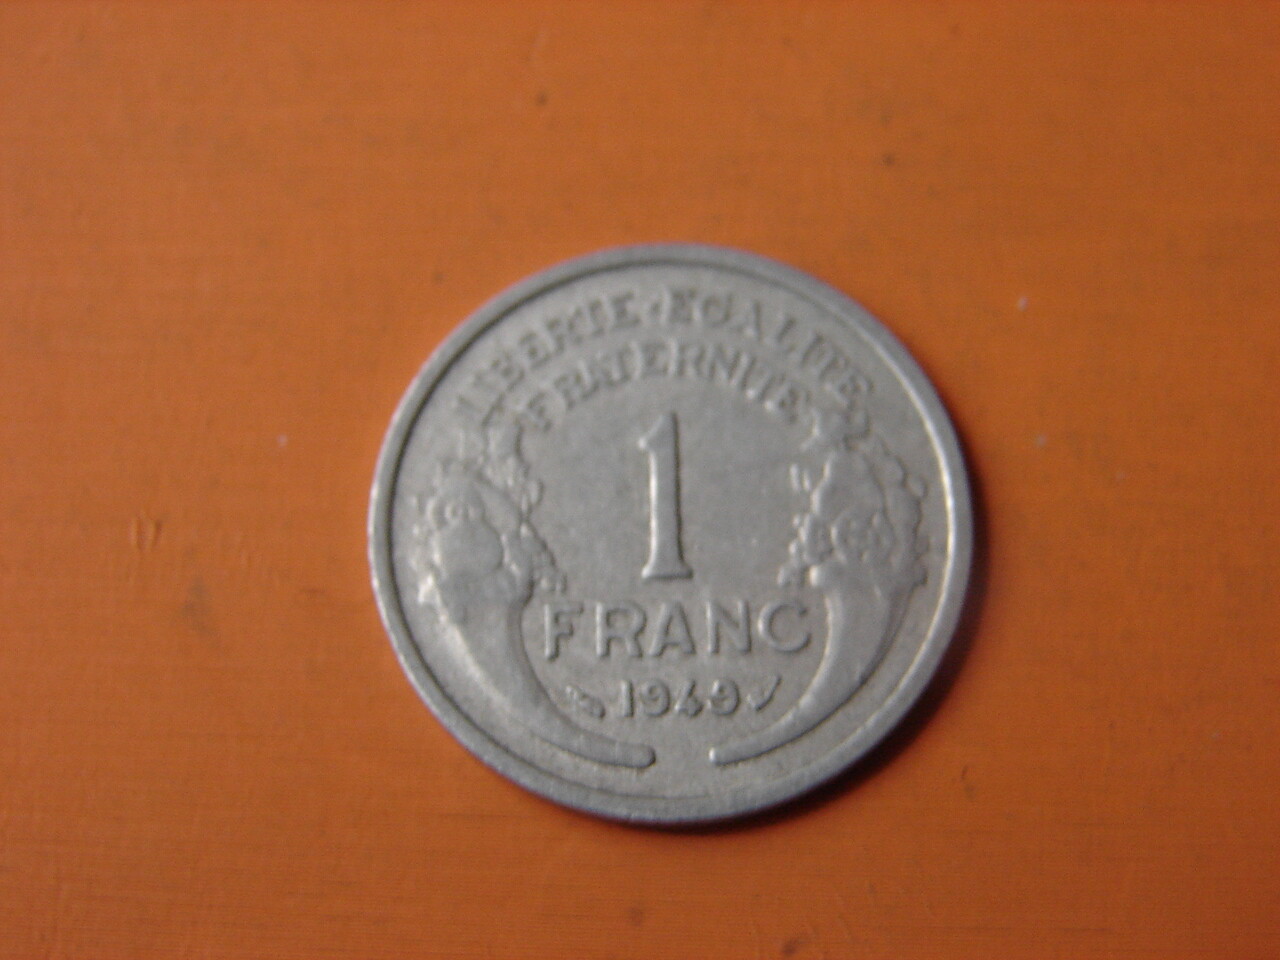 LIBERTE·EGALITE
FRATERNITE
1
FRANC
1949